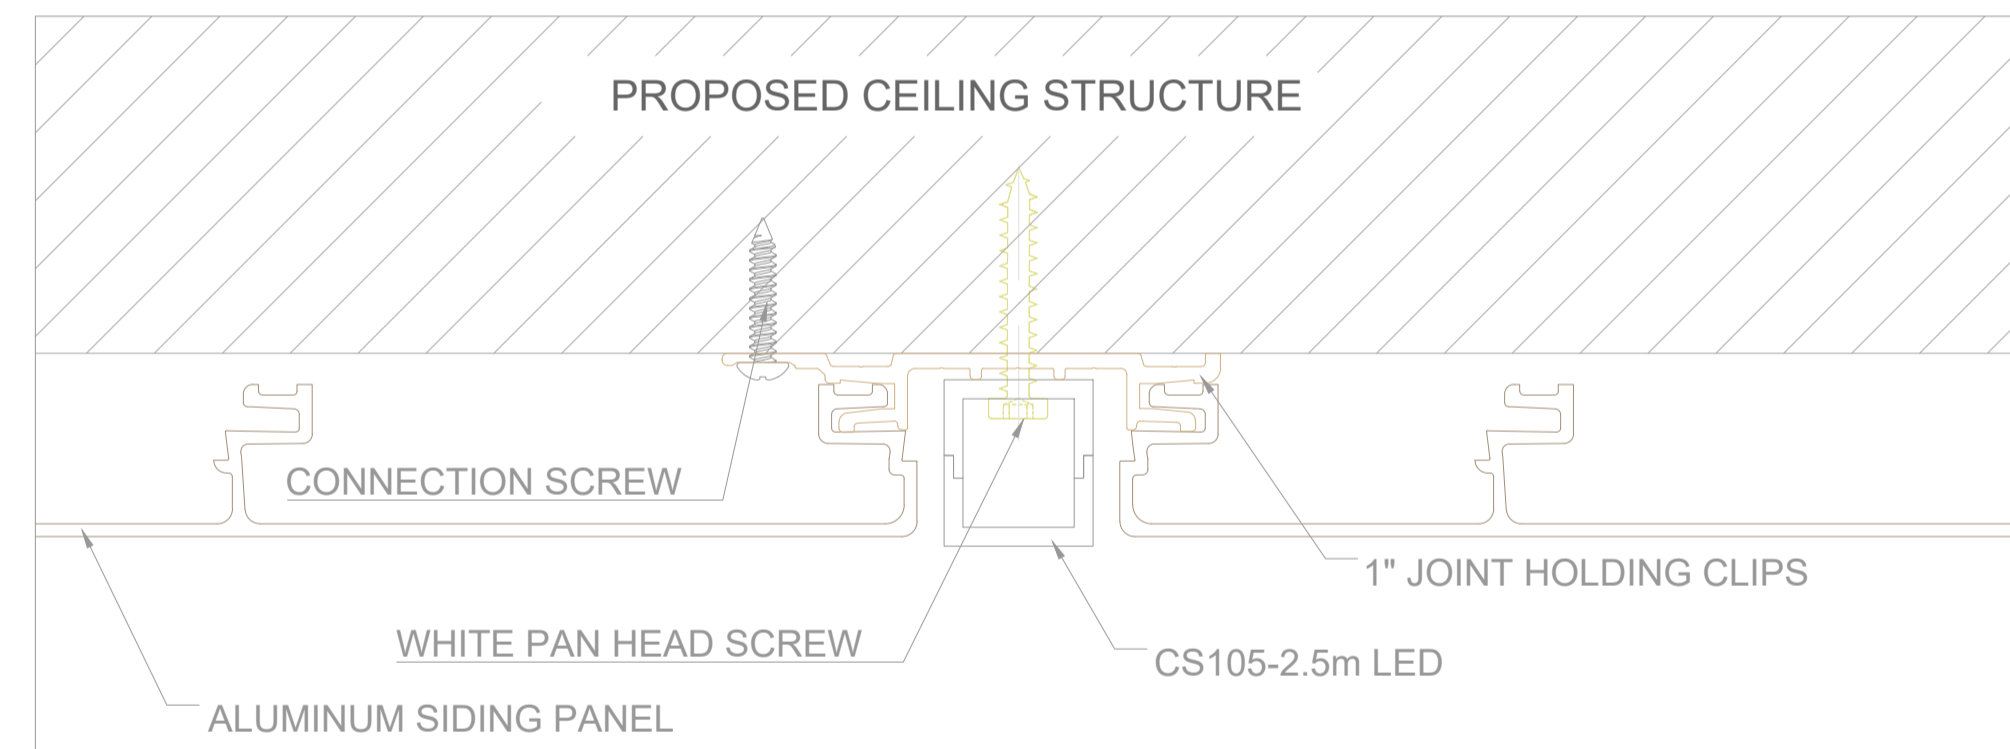 PROPOSED CEILING STRUCTURE
CONNECTION SCREW
1" JOINT HOLDING CLIPS
WHITE PAN HEAD SCREW
CS105-2.5m LED
ALUMINUM SIDING PANEL